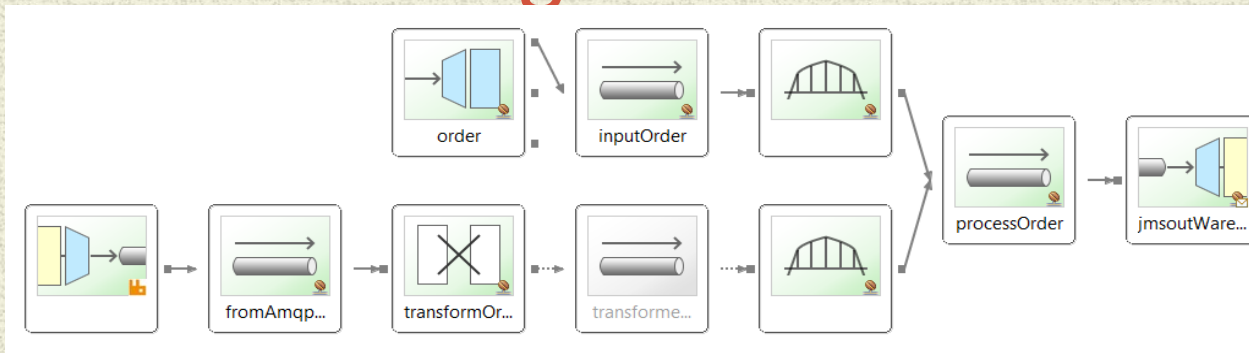 order
inputOrder
processOrder
jmsoutWare...
fromAmqp...
transformOr...
transforme...